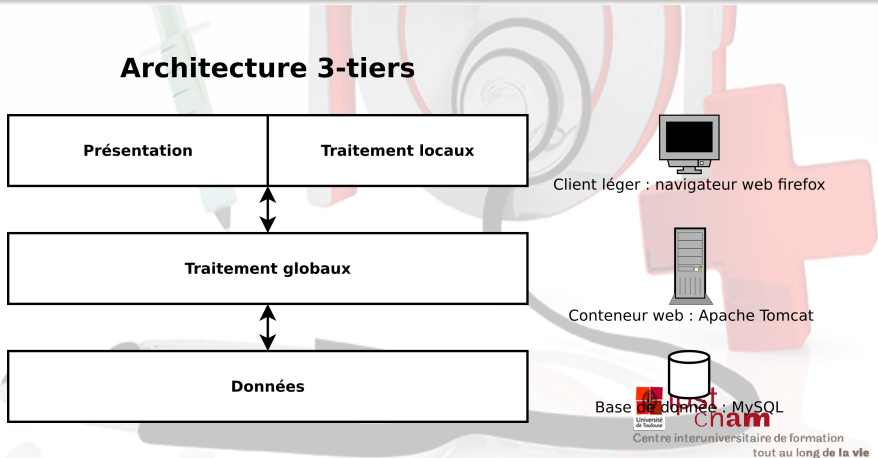 Architecture 3-tiers
Présentation
Traitement locaux
Client léger : navigateur web firefox
Traitement globaux
Conteneur web : Apache Tomcat
Données
Base de donnée : MySQL
Université
de Toulouse
ipst
cnam
Centre interuniversitaire de formation
tout au long de la vie